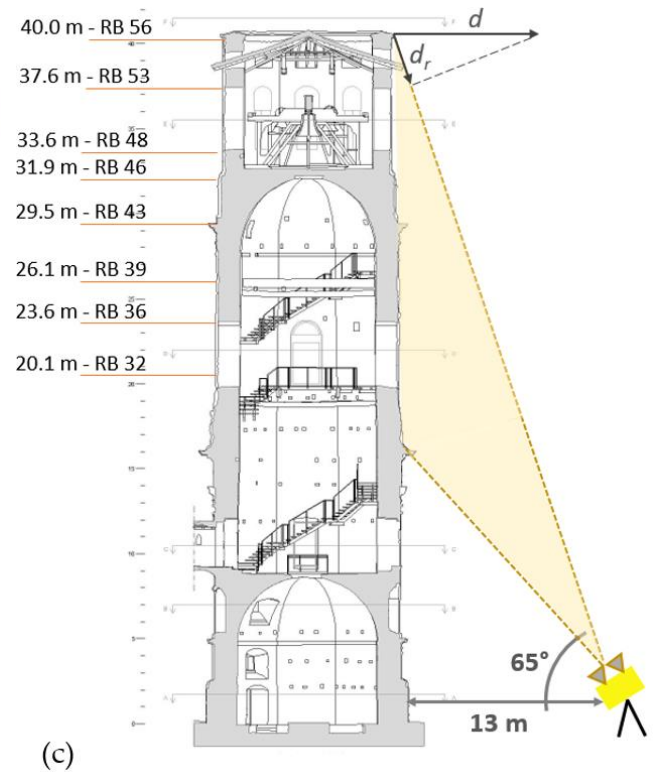 40.0 m - RB 56
d
dr
37.6 m - RB 53
33.6 m - RB 48
31.9 m - RB 46
29.5 m - RB 43
26.1 m - RB 39
23.6 m - RB 36
20.1 m - RB 32
65°
13 m
(c)